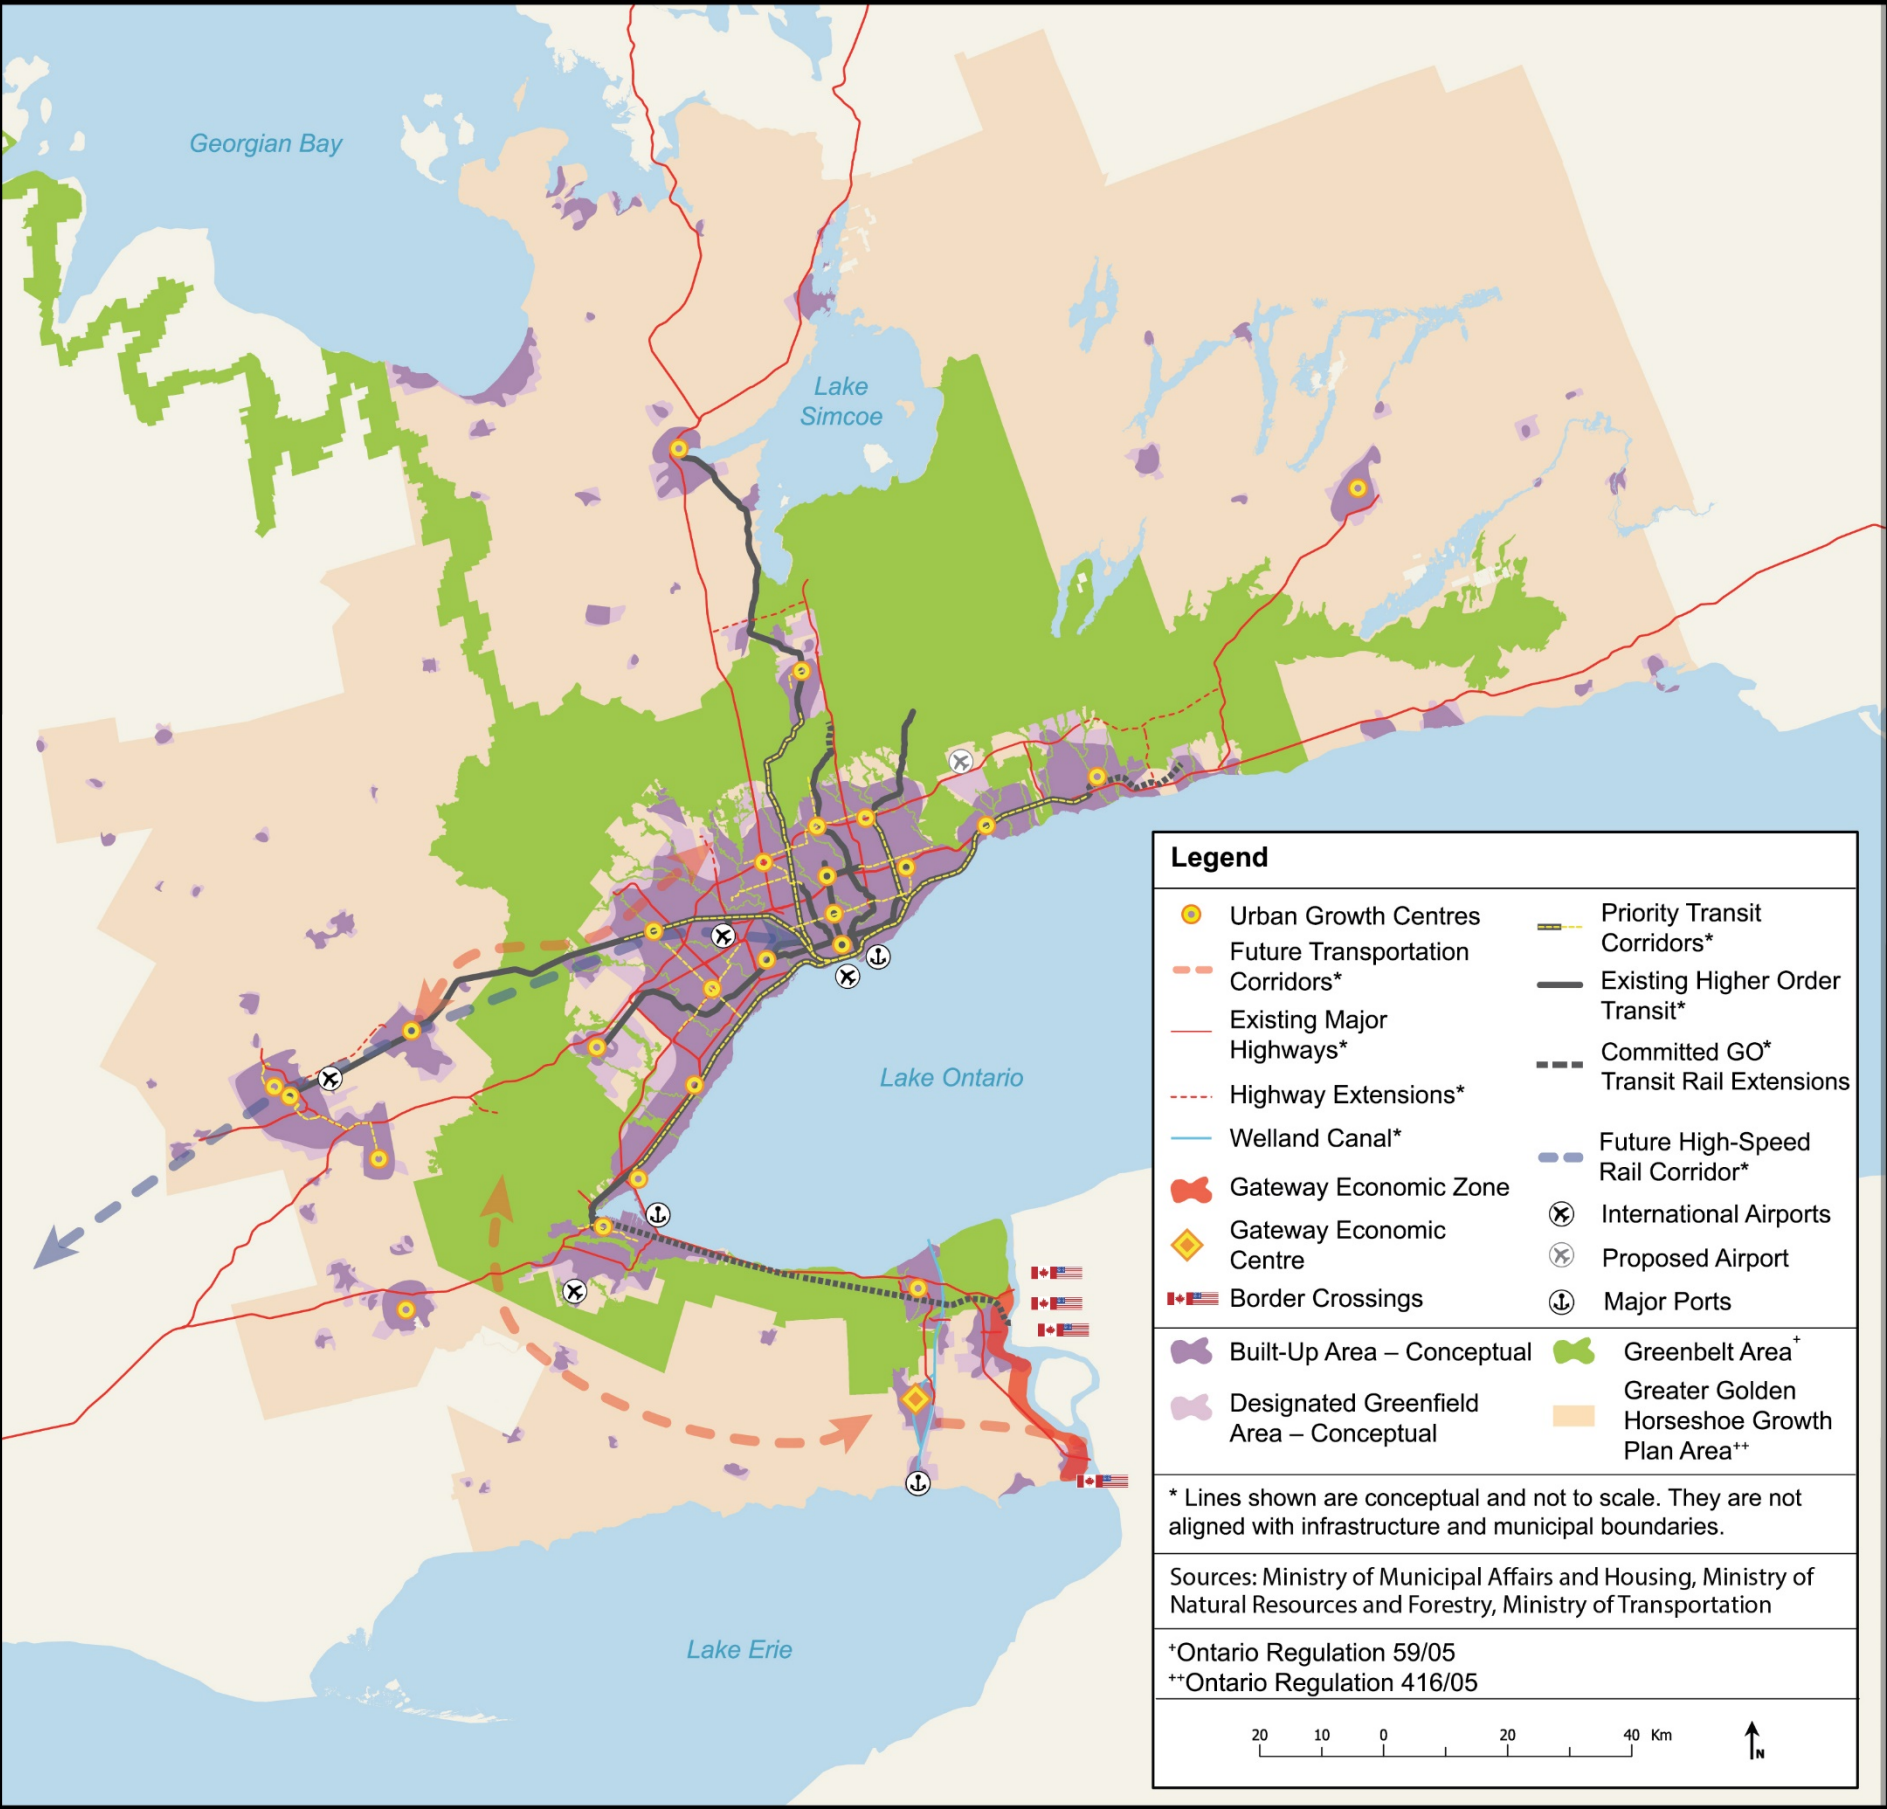 Georgian Bay
Lake
Simcoe
Lake Ontario
Lake Erie
Legend
Urban Growth Centres
Future Transportation
Corridors*
Existing Major
Highways*
Highway Extensions*
Welland Canal*
Gateway Economic Zone
Gateway Economic
Centre
Border Crossings
Priority Transit
Corridors*
Existing Higher Order
Transit*
Committed GO*
Transit Rail Extensions
Future High-Speed
Rail Corridor*
International Airports
Proposed Airport
Major Ports
Built-Up Area – Conceptual
Designated Greenfield
Area – Conceptual
Greenbelt Area+
Greater Golden
Horseshoe Growth
Plan Area++
* Lines shown are conceptual and not to scale. They are not
aligned with infrastructure and municipal boundaries.
Sources: Ministry of Municipal Affairs and Housing, Ministry of
Natural Resources and Forestry, Ministry of Transportation
+Ontario Regulation 59/05
++Ontario Regulation 416/05
20 10 0 20 40 Km
N